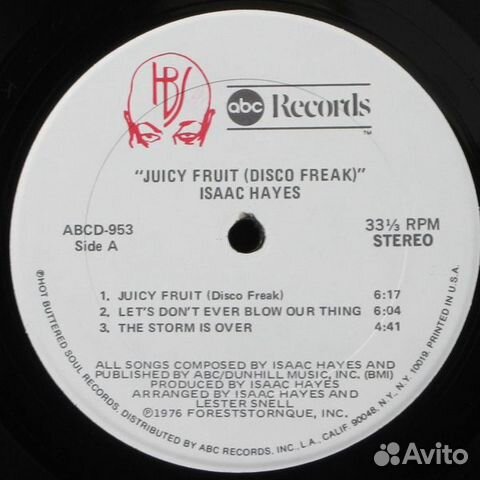 HBS
abc Records
TM
"JUICY FRUIT (DISCO FREAK)"
ISAAC HAYES
ABCD-953
Side A
33⅓ RPM
STEREO
1. JUICY FRUIT (Disco Freak) 6:17
2. LET'S DON'T EVER BLOW OUR THING 6:04
3. THE STORM IS OVER 4:41
ALL SONGS COMPOSED BY ISAAC HAYES AND
PUBLISHED BY ABC/DUNHILL MUSIC, INC. (BMI)
PRODUCED BY ISAAC HAYES
ARRANGED BY ISAAC HAYES AND
LESTER SNELL
Ⓟ1976 FORESTSTORNQUE, INC.
ⓅHOT BUTTERED SOUL RECORDS, DISTRIBUTED BY ABC RECORDS, INC., L.A., CALIF. 90048, N.Y., N.Y. 10019. PRINTED IN U.S.A.
Avito